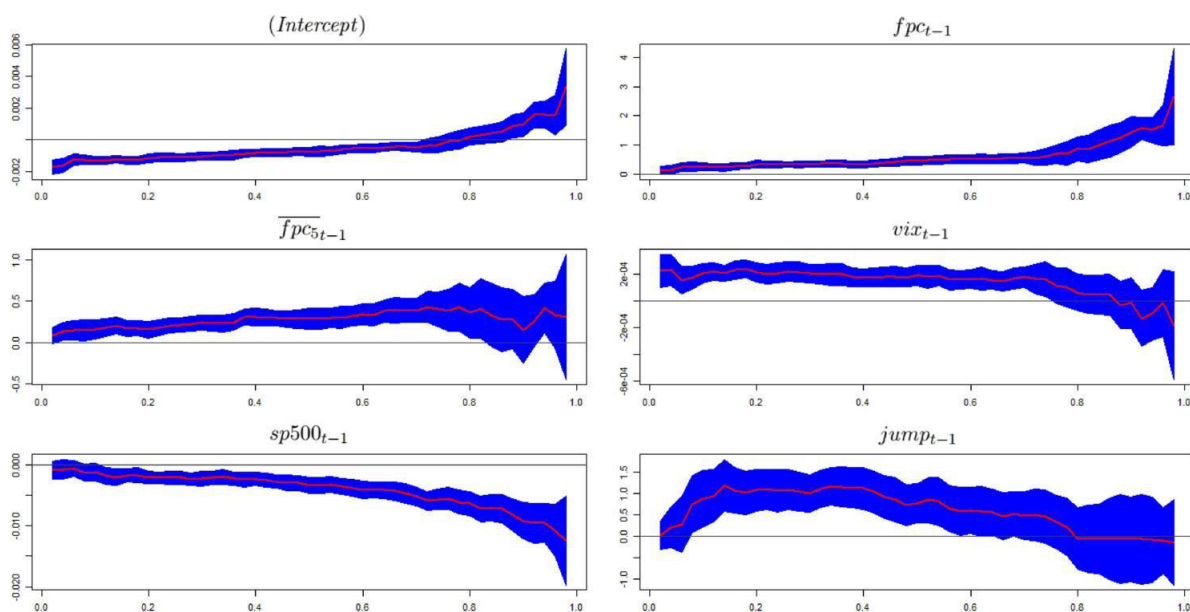 (Intercept)
0.006
0.004
0.002
-0.002
0.0 0.2 0.4 0.6 0.8 1.0
fpc_{t−1}
4
3
2
1
0
0.0 0.2 0.4 0.6 0.8 1.0
\overline{fpc_5}_{t−1}
1.0
0.5
0.0
-0.5
0.0 0.2 0.4 0.6 0.8 1.0
vix_{t−1}
2e-04
-2e-04
-6e-04
0.0 0.2 0.4 0.6 0.8 1.0
sp500_{t−1}
0.000
-0.010
-0.020
0.0 0.2 0.4 0.6 0.8 1.0
jump_{t−1}
1.5
1.0
0.5
0.0
-1.0
0.0 0.2 0.4 0.6 0.8 1.0